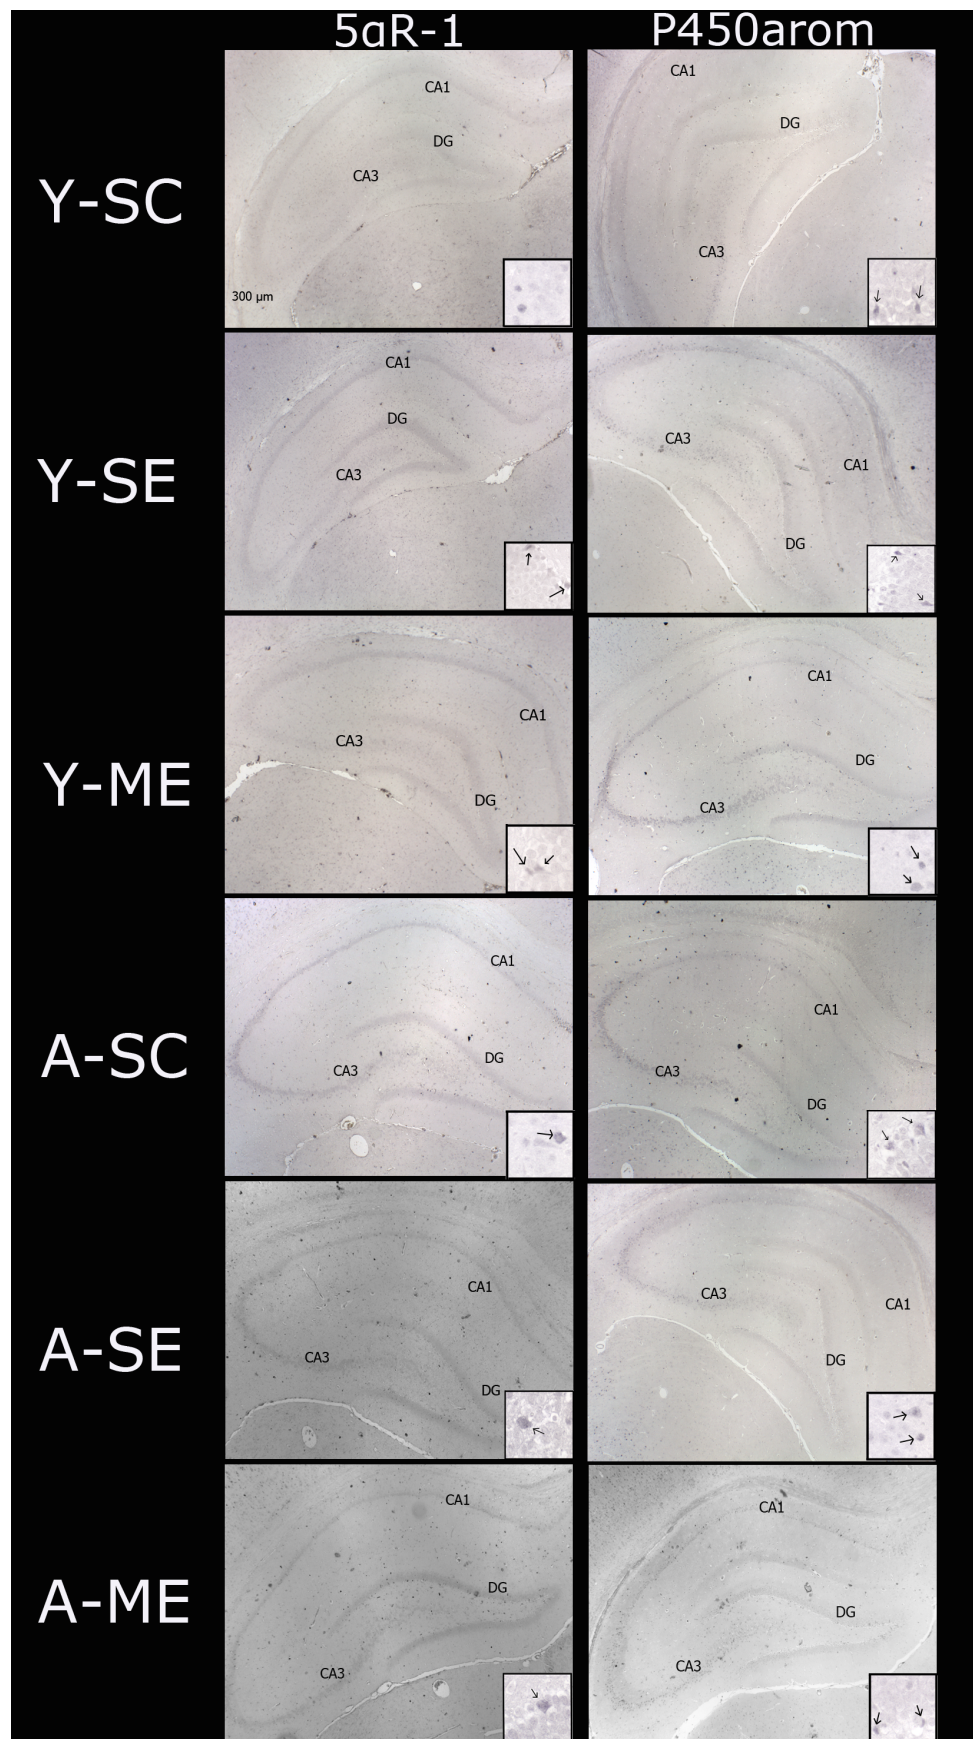 5αR-1 P450arom
Y-SC
CA1
DG
CA3
300 µm
CA1
DG
CA3
Y-SE
CA1
DG
CA3
CA3
CA1
DG
Y-ME
CA1
CA3
DG
CA1
DG
CA3
A-SC
CA1
DG
CA3
CA1
CA3
DG
A-SE
CA1
CA3
DG
CA3
CA1
DG
A-ME
CA1
DG
CA3
CA1
DG
CA3